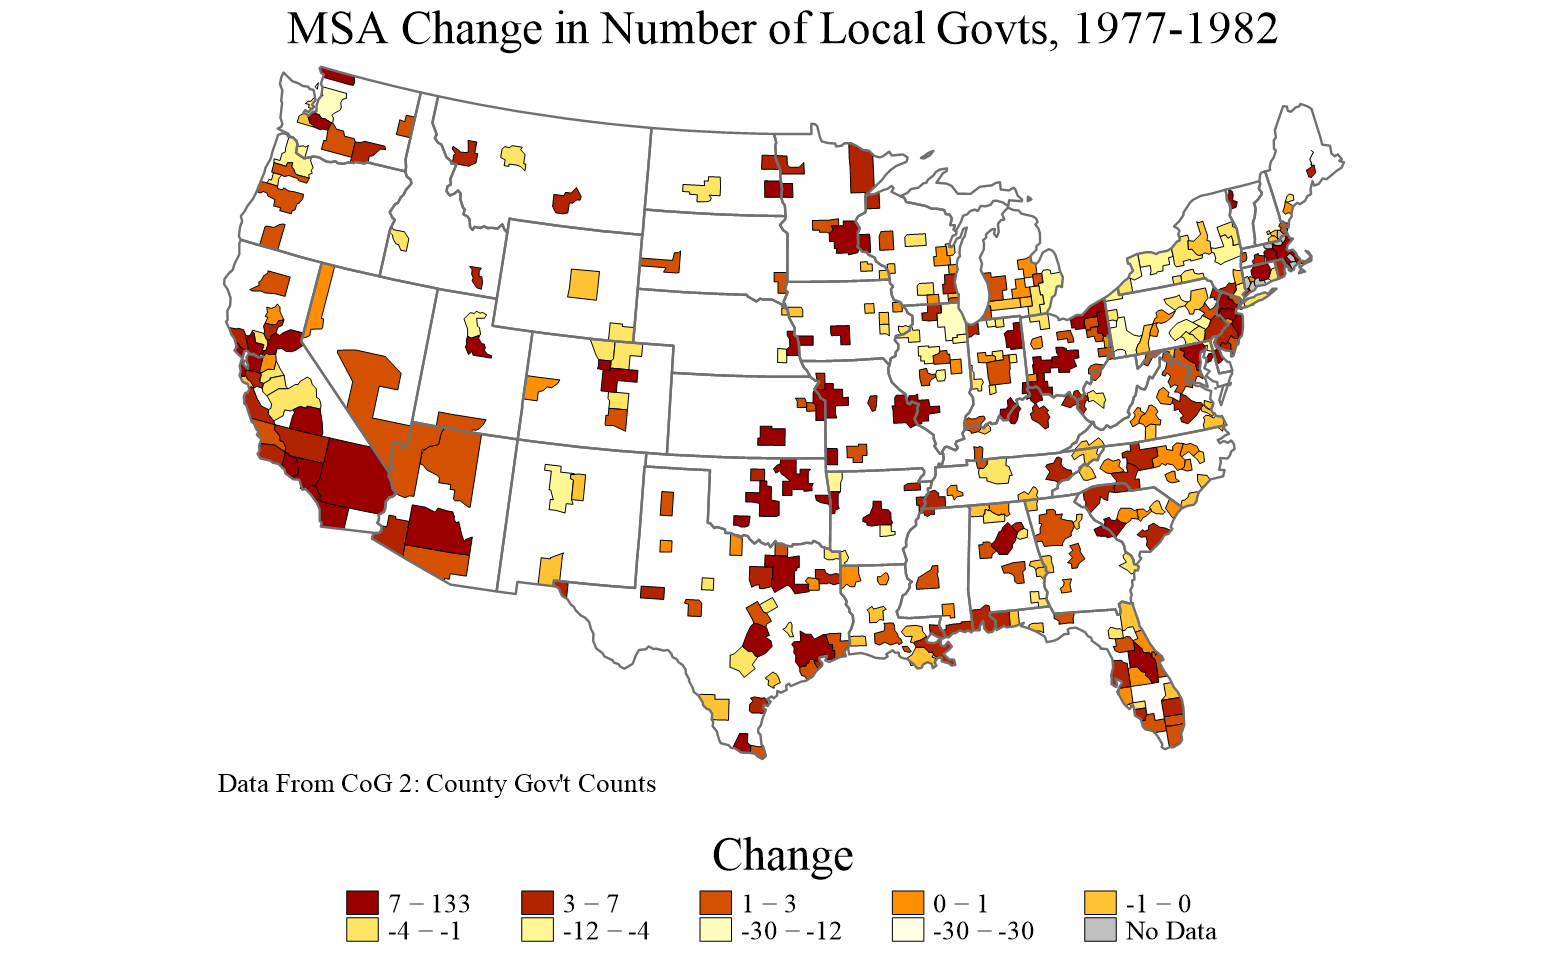 MSA Change in Number of Local Govts, 1977-1982
Data From CoG 2: County Gov't Counts
Change
7 − 133
3 − 7
1 − 3
0 − 1
-1 − 0
-4 − -1
-12 − -4
-30 − -12
-30 − -30
No Data